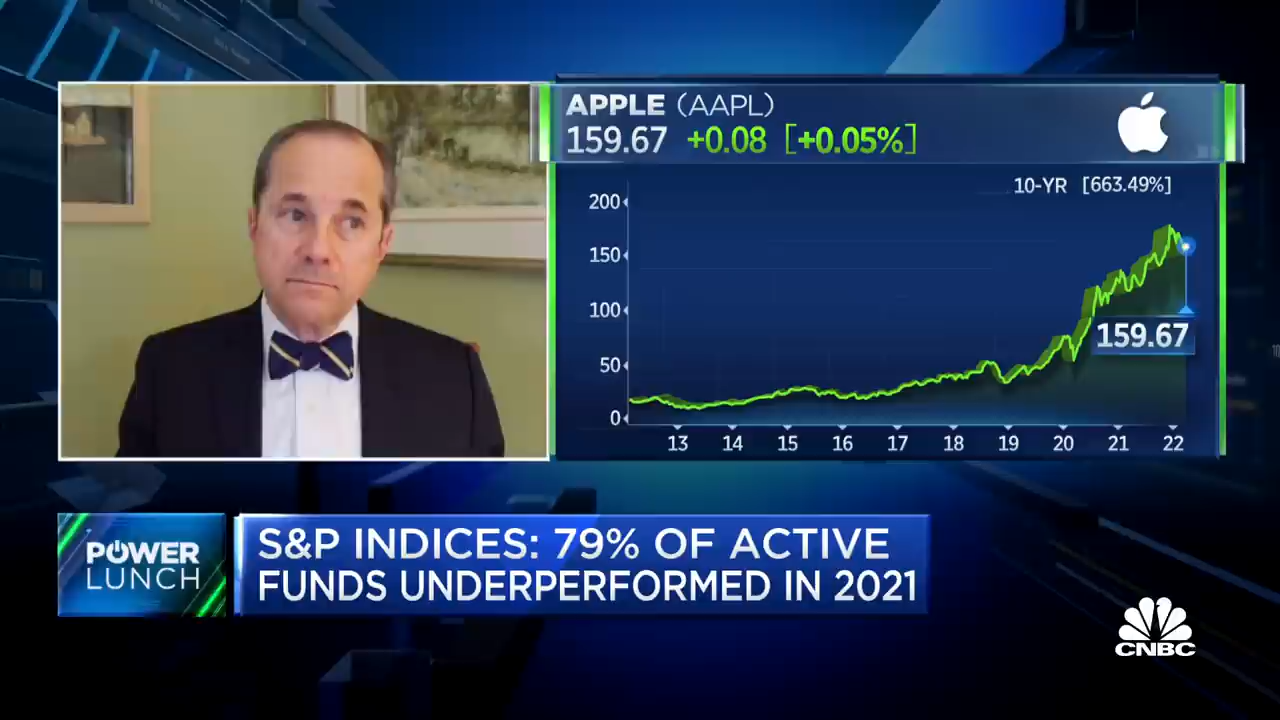 APPLE (AAPL)
159.67 +0.08 [+0.05%]
10-YR [663.49%]
200
150
100
50
0
159.67
13 14 15 16 17 18 19 20 21 22
POWER
LUNCH
S&P INDICES: 79% OF ACTIVE
FUNDS UNDERPERFORMED IN 2021
CNBC